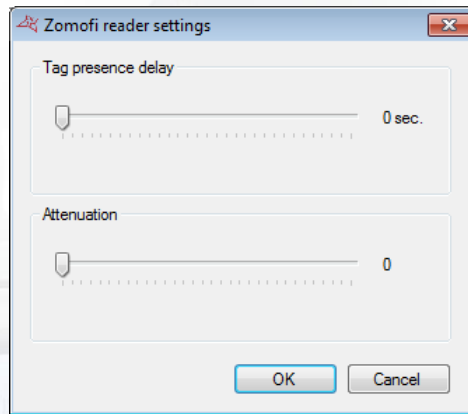 Zomofi reader settings
Tag presence delay
0 sec.
Attenuation
0
OK
Cancel